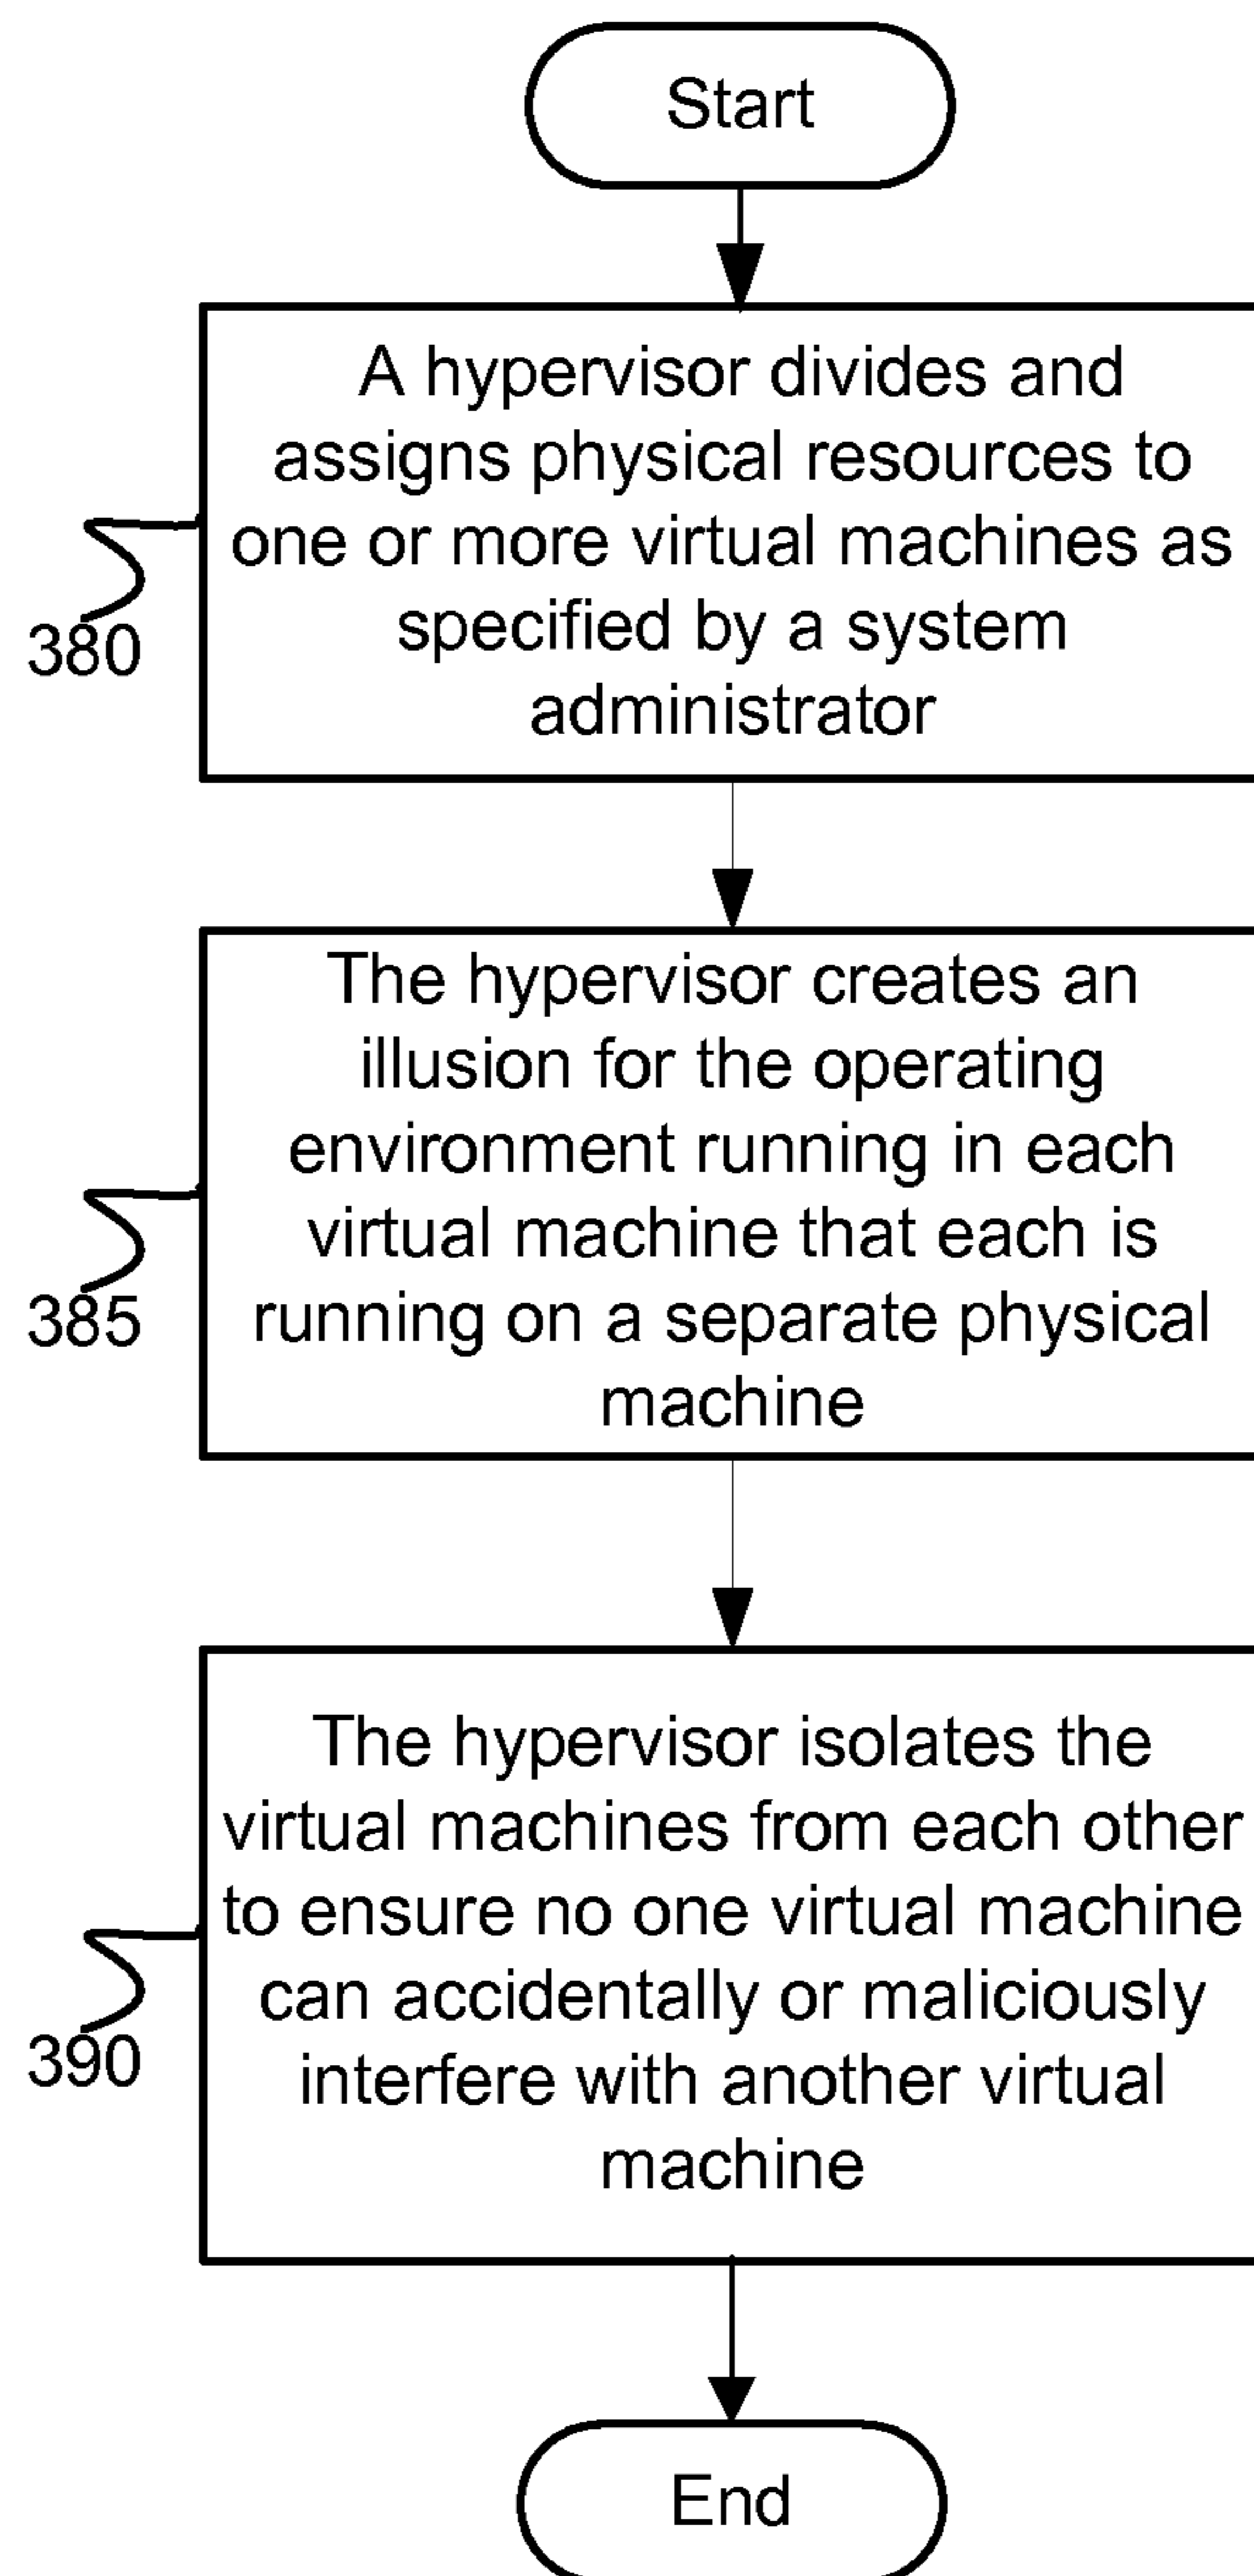 Start
A hypervisor divides and
assigns physical resources to
one or more virtual machines as
specified by a system
administrator
380
The hypervisor creates an
illusion for the operating
environment running in each
virtual machine that each is
running on a separate physical
machine
385
The hypervisor isolates the
virtual machines from each other
to ensure no one virtual machine
can accidentally or maliciously
interfere with another virtual
machine
390
End